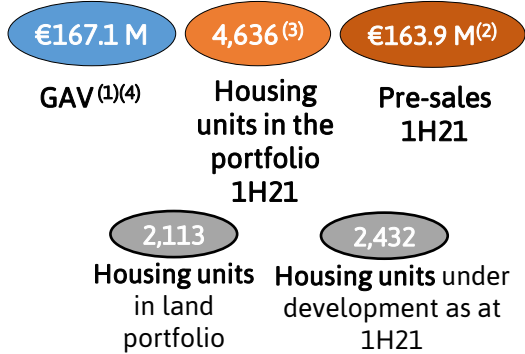 €167.1 M
4,636 (3)
€163.9 M(2)
GAV (1)(4)
Housing
units in the
portfolio
1H21
Pre-sales
1H21
2,113
2,432
Housing units
in land
portfolio
Housing units under
development as at
1H21